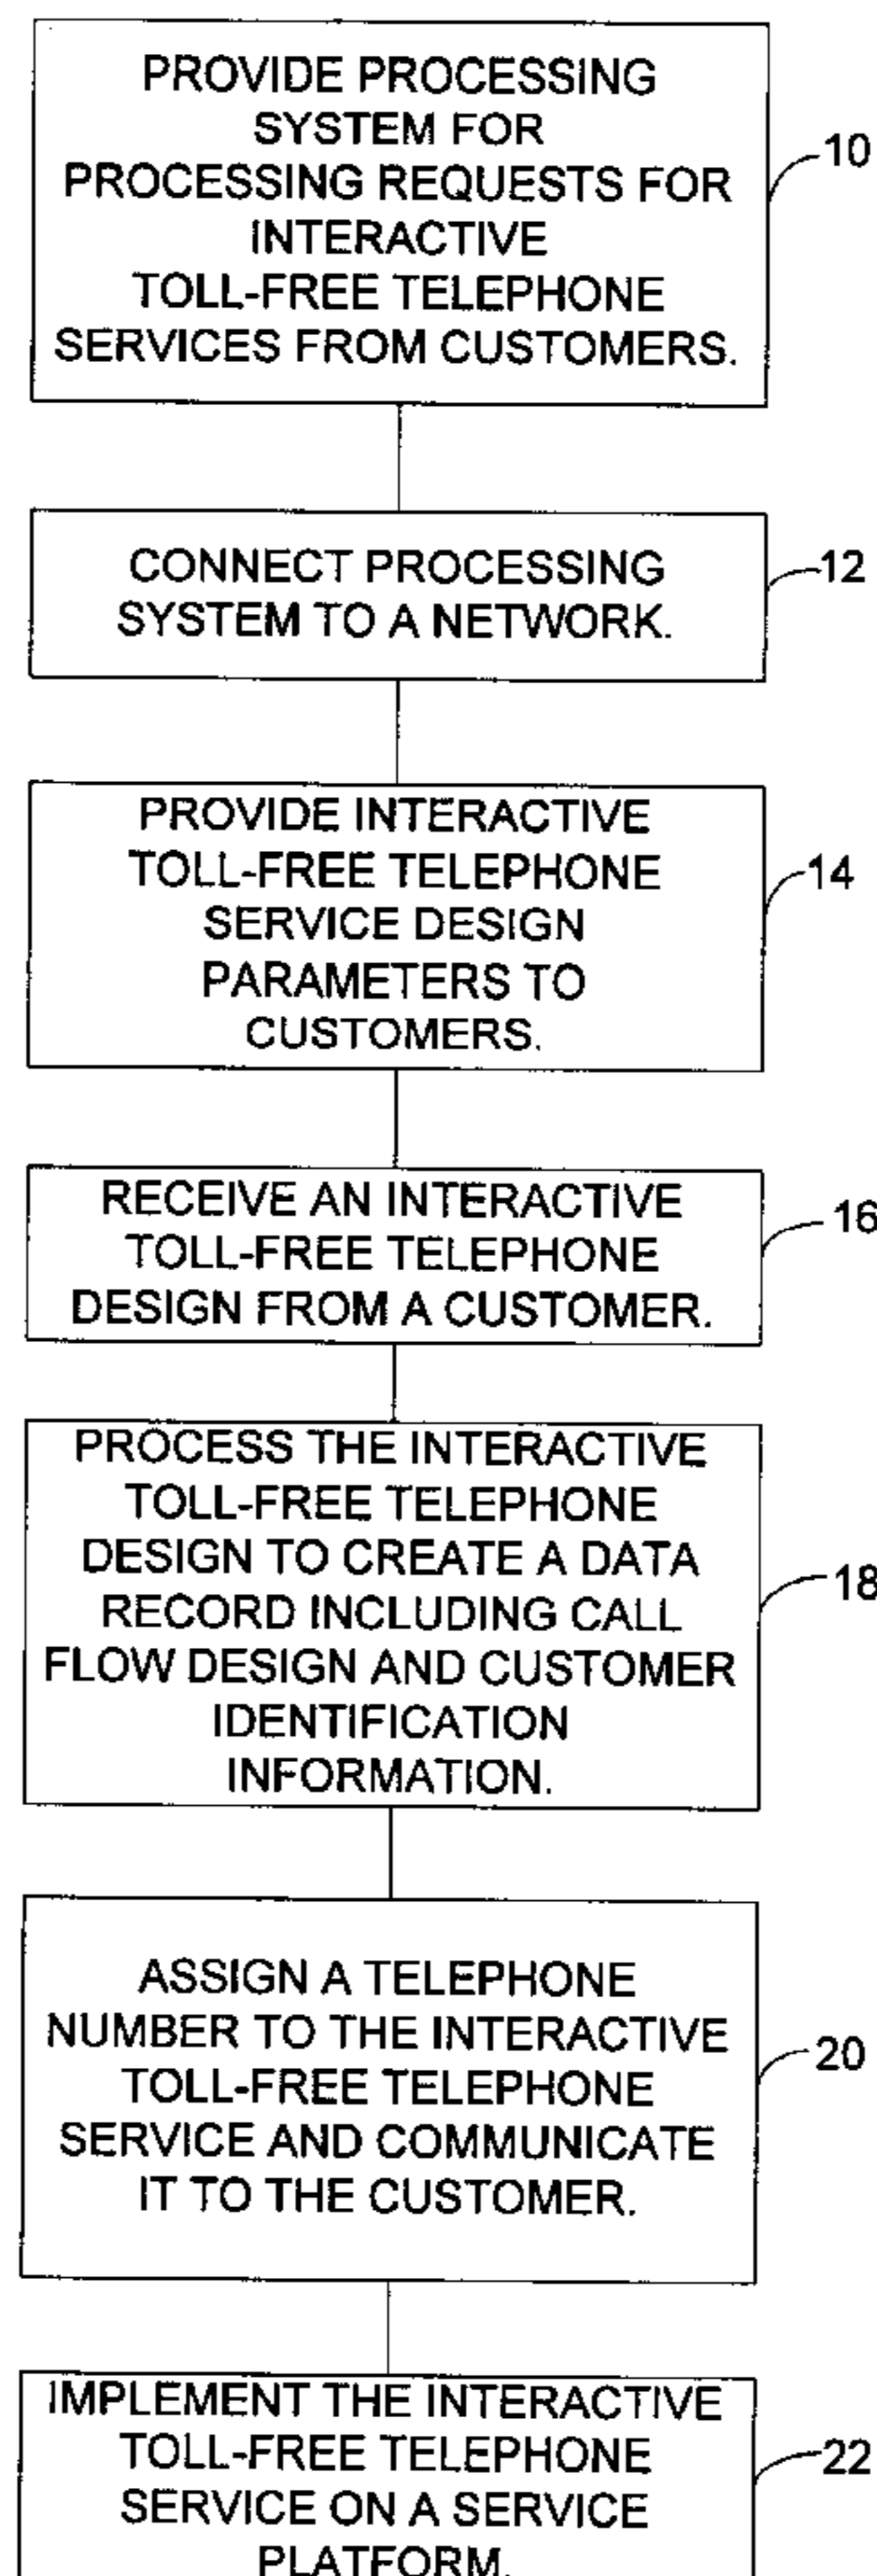 PROVIDE PROCESSING
SYSTEM FOR
PROCESSING REQUESTS FOR
INTERACTIVE
TOLL-FREE TELEPHONE
SERVICES FROM CUSTOMERS.
10
CONNECT PROCESSING
SYSTEM TO A NETWORK.
12
PROVIDE INTERACTIVE
TOLL-FREE TELEPHONE
SERVICE DESIGN
PARAMETERS TO
CUSTOMERS.
14
RECEIVE AN INTERACTIVE
TOLL-FREE TELEPHONE
DESIGN FROM A CUSTOMER.
16
PROCESS THE INTERACTIVE
TOLL-FREE TELEPHONE
DESIGN TO CREATE A DATA
RECORD INCLUDING CALL
FLOW DESIGN AND CUSTOMER
IDENTIFICATION
INFORMATION.
18
ASSIGN A TELEPHONE
NUMBER TO THE INTERACTIVE
TOLL-FREE TELEPHONE
SERVICE AND COMMUNICATE
IT TO THE CUSTOMER.
20
IMPLEMENT THE INTERACTIVE
TOLL-FREE TELEPHONE
SERVICE ON A SERVICE
PLATFORM.
22